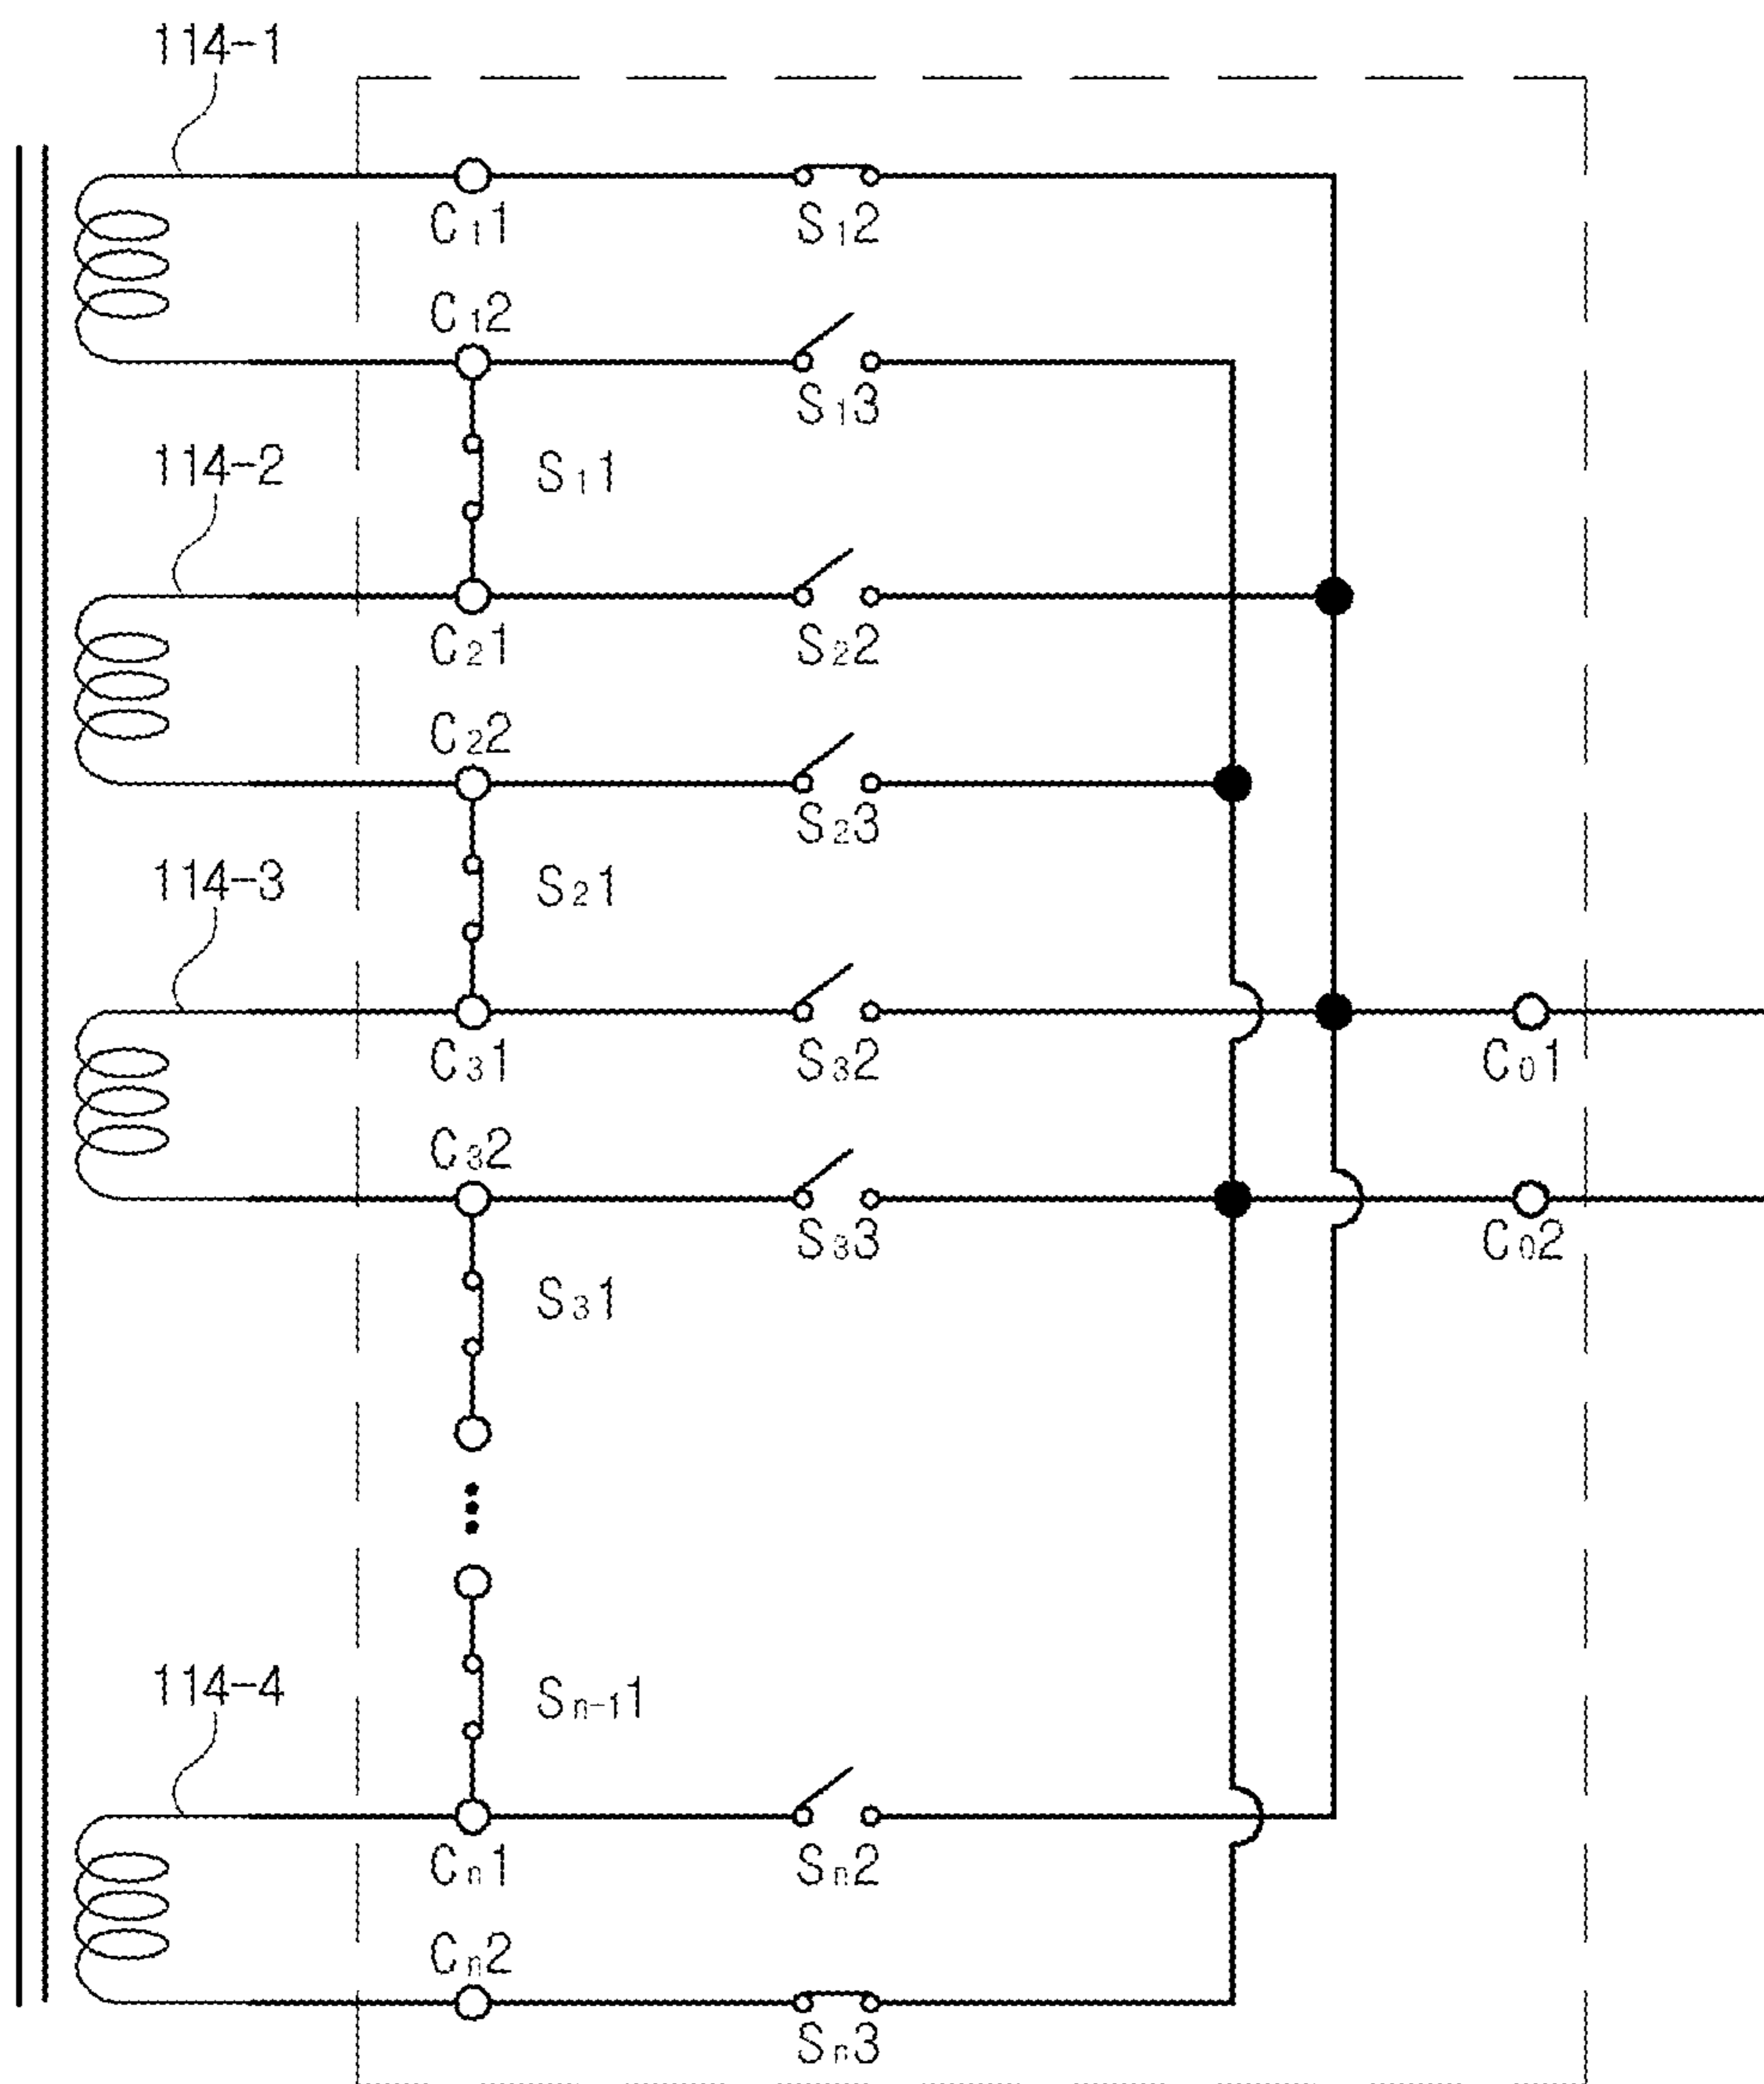 114-1
C₁1
S₁2
C₁2
S₁3
114-2
S₁1
C₂1
S₂2
C₂2
S₂3
114-3
S₂1
C₃1
S₃2
C₀1
C₃2
S₃3
C₀2
S₃1
114-4
Sₙ₋₁1
Cₙ1
Sₙ2
Cₙ2
Sₙ3